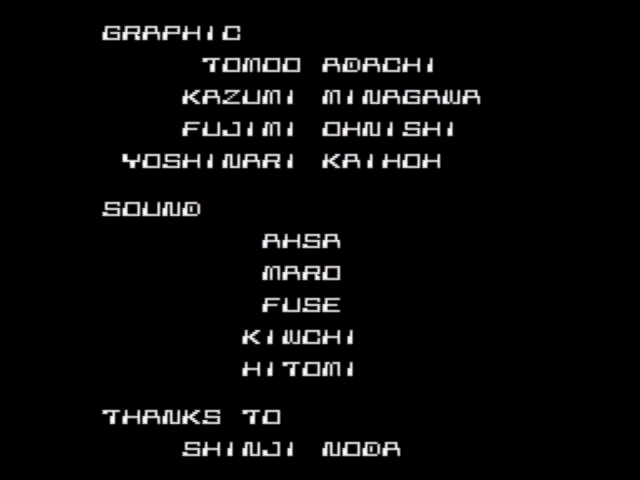 GRAPHIC
TOMOO ADACHI
KAZUMI MINAGAWA
FUJIMI OHNISHI
YOSHINARI KAIHOH
SOUND
AHSA
MARO
FUSE
KIWCHI
HITOMI
THANKS TO
SHINJI NODA